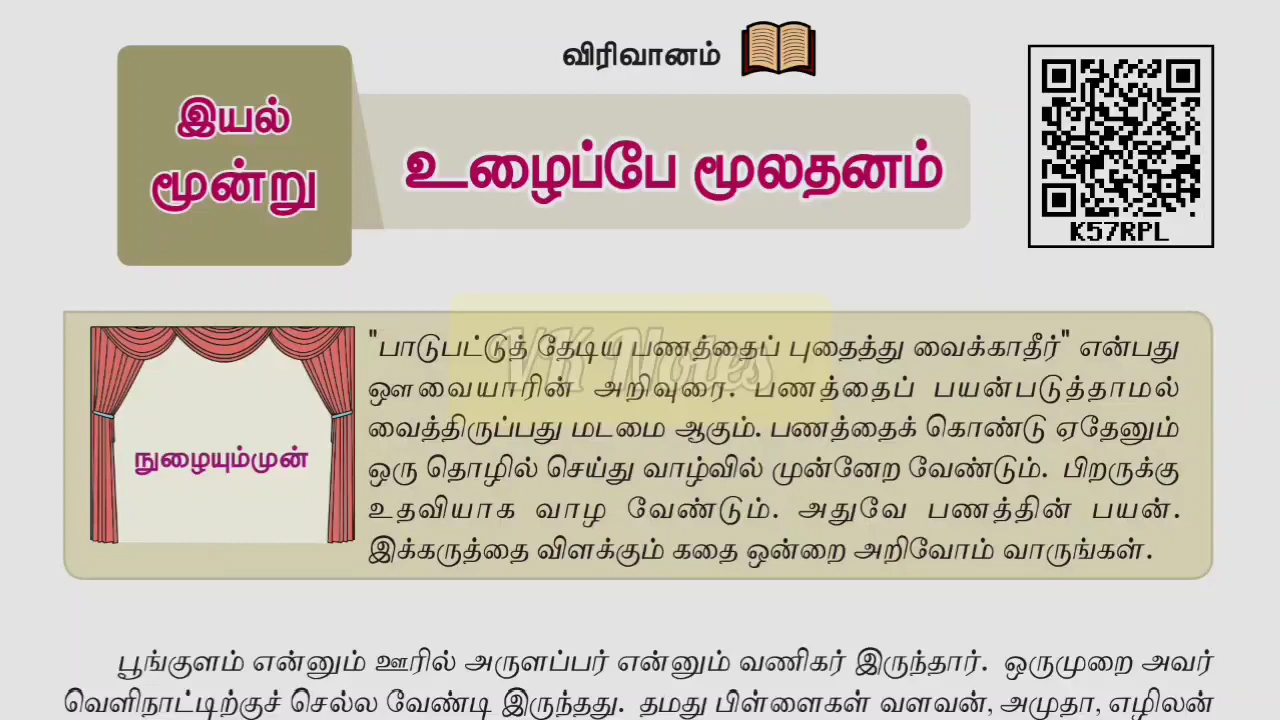 விரிவானம்
இயல்
மூன்று
உழைப்பே மூலதனம்
K57RPL
நுழையும்முன்
"பாடுபட்டுத் தேடிய பணத்தைப் புதைத்து வைக்காதீர்" என்பது
ஔவையாரின் அறிவுரை. பணத்தைப் பயன்படுத்தாமல்
வைத்திருப்பது மடமை ஆகும். பணத்தைக் கொண்டு ஏதேனும்
ஒரு தொழில் செய்து வாழ்வில் முன்னேற வேண்டும். பிறருக்கு
உதவியாக வாழ வேண்டும். அதுவே பணத்தின் பயன்.
இக்கருத்தை விளக்கும் கதை ஒன்றை அறிவோம் வாருங்கள்.
VK Notes
பூங்குளம் என்னும் ஊரில் அருளப்பர் என்னும் வணிகர் இருந்தார். ஒருமுறை அவர்
வெளிநாட்டிற்குச் செல்ல வேண்டி இருந்தது. தமது பிள்ளைகள் வளவன், அமுதா, எழிலன்